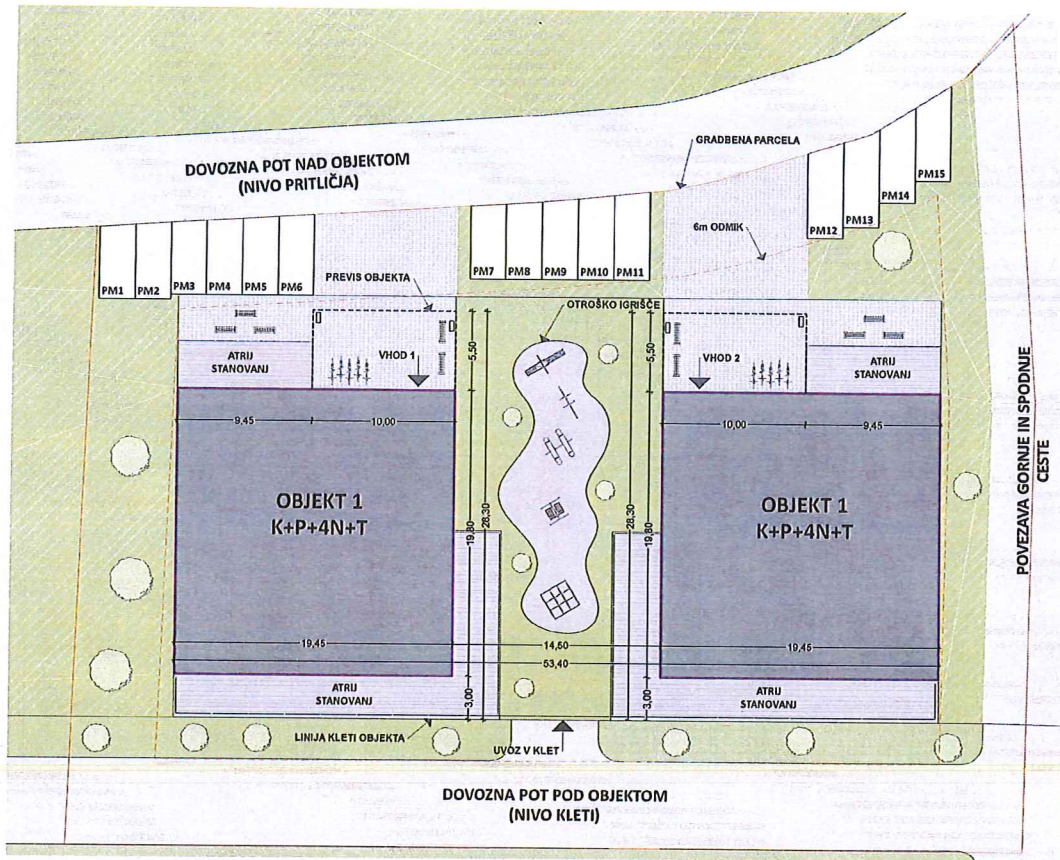 DOVOZNA POT NAD OBJEKTOM
(NIVO PRITLIČJA)
GRADBENA PARCELA
6m ODMIK
PM1
PM2
PM3
PM4
PM5
PM6
PM7
PM8
PM9
PM10
PM11
PM12
PM13
PM14
PM15
PREVIS OBJEKTA
OTROŠKO IGRIŠČE
ATRIJ
STANOVANJ
VHOD 1
5,50
28,30
19,80
5,50
28,30
19,80
VHOD 2
ATRIJ
STANOVANJ
9,45
10,00
10,00
9,45
OBJEKT 1
K+P+4N+T
OBJEKT 1
K+P+4N+T
POVEZAVA GORNJE IN SPODNJE
CESTE
19,45
14,50
19,45
53,40
3,00
3,00
ATRIJ
STANOVANJ
ATRIJ
STANOVANJ
LINIJA KLETI OBJEKTA
UVOZ V KLET
DOVOZNA POT POD OBJEKTOM
(NIVO KLETI)